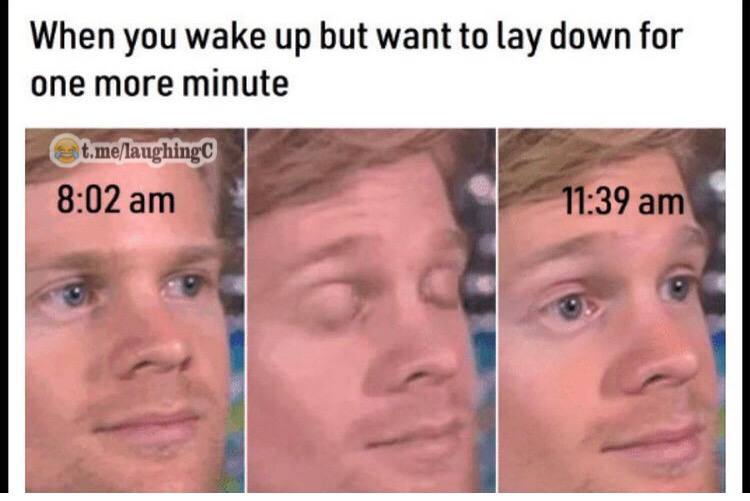 When you wake up but want to lay down for
one more minute
t.me/laughingC
8:02 am
11:39 am